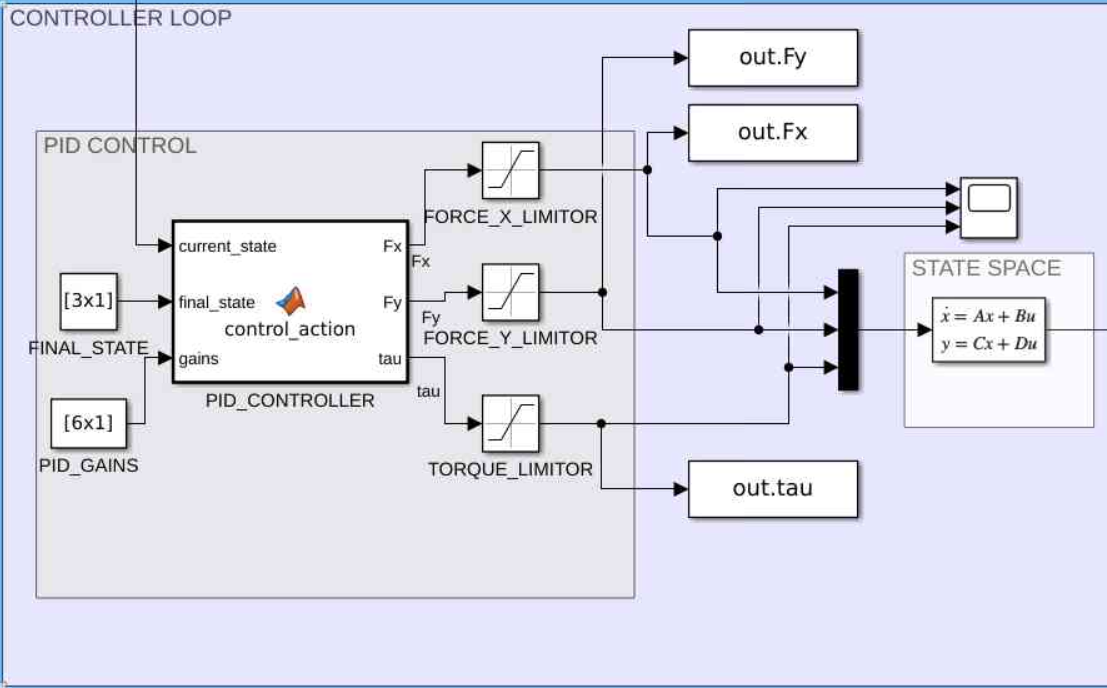 CONTROLLER LOOP
out.Fy
out.Fx
PID CONTROL
FORCE_X_LIMITOR
current_state
Fx
Fx
[3x1]
final_state
Fy
control_action
Fy
FORCE_Y_LIMITOR
FINAL_STATE
gains
tau
tau
PID_CONTROLLER
[6x1]
PID_GAINS
TORQUE_LIMITOR
out.tau
STATE SPACE
ẋ = Ax + Bu
y = Cx + Du